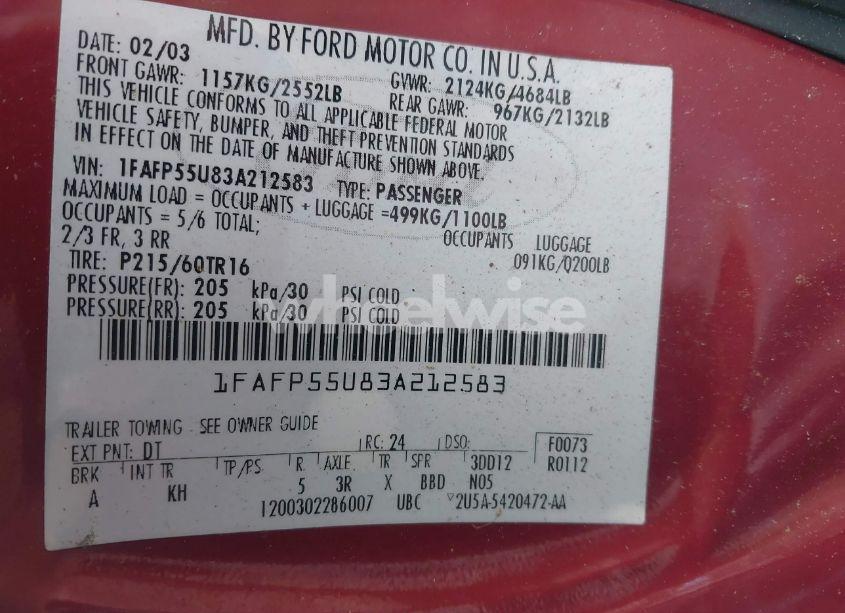 MFD. BY FORD MOTOR CO. IN U.S.A.
DATE: 02/03 GVWR: 2124KG/4684LB
FRONT GAWR: 1157KG/2552LB REAR GAWR: 967KG/2132LB
THIS VEHICLE CONFORMS TO ALL APPLICABLE FEDERAL MOTOR
VEHICLE SAFETY, BUMPER, AND THEFT PREVENTION STANDARDS
IN EFFECT ON THE DATE OF MANUFACTURE SHOWN ABOVE.
VIN: 1FAFP55U83A212583 TYPE: PASSENGER
MAXIMUM LOAD = OCCUPANTS + LUGGAGE =499KG/1100LB
OCCUPANTS = 5/6 TOTAL; OCCUPANTS LUGGAGE
2/3 FR, 3 RR 091KG/0200LB
TIRE: P215/60TR16
PRESSURE(FR): 205 kPa/30 PSI COLD
PRESSURE(RR): 205 kPa/30 PSI COLD
wheelwise
1FAFP55U83A212583
TRAILER TOWING - SEE OWNER GUIDE
EXT PNT: DT RC: 24 DSO: F0073
BRK INT TR TP/PS R. AXLE TR SFR 3DD12 R0112
A KH 5 3R X BBD N05
1200302286007 UBC 2U5A-5420472-AA